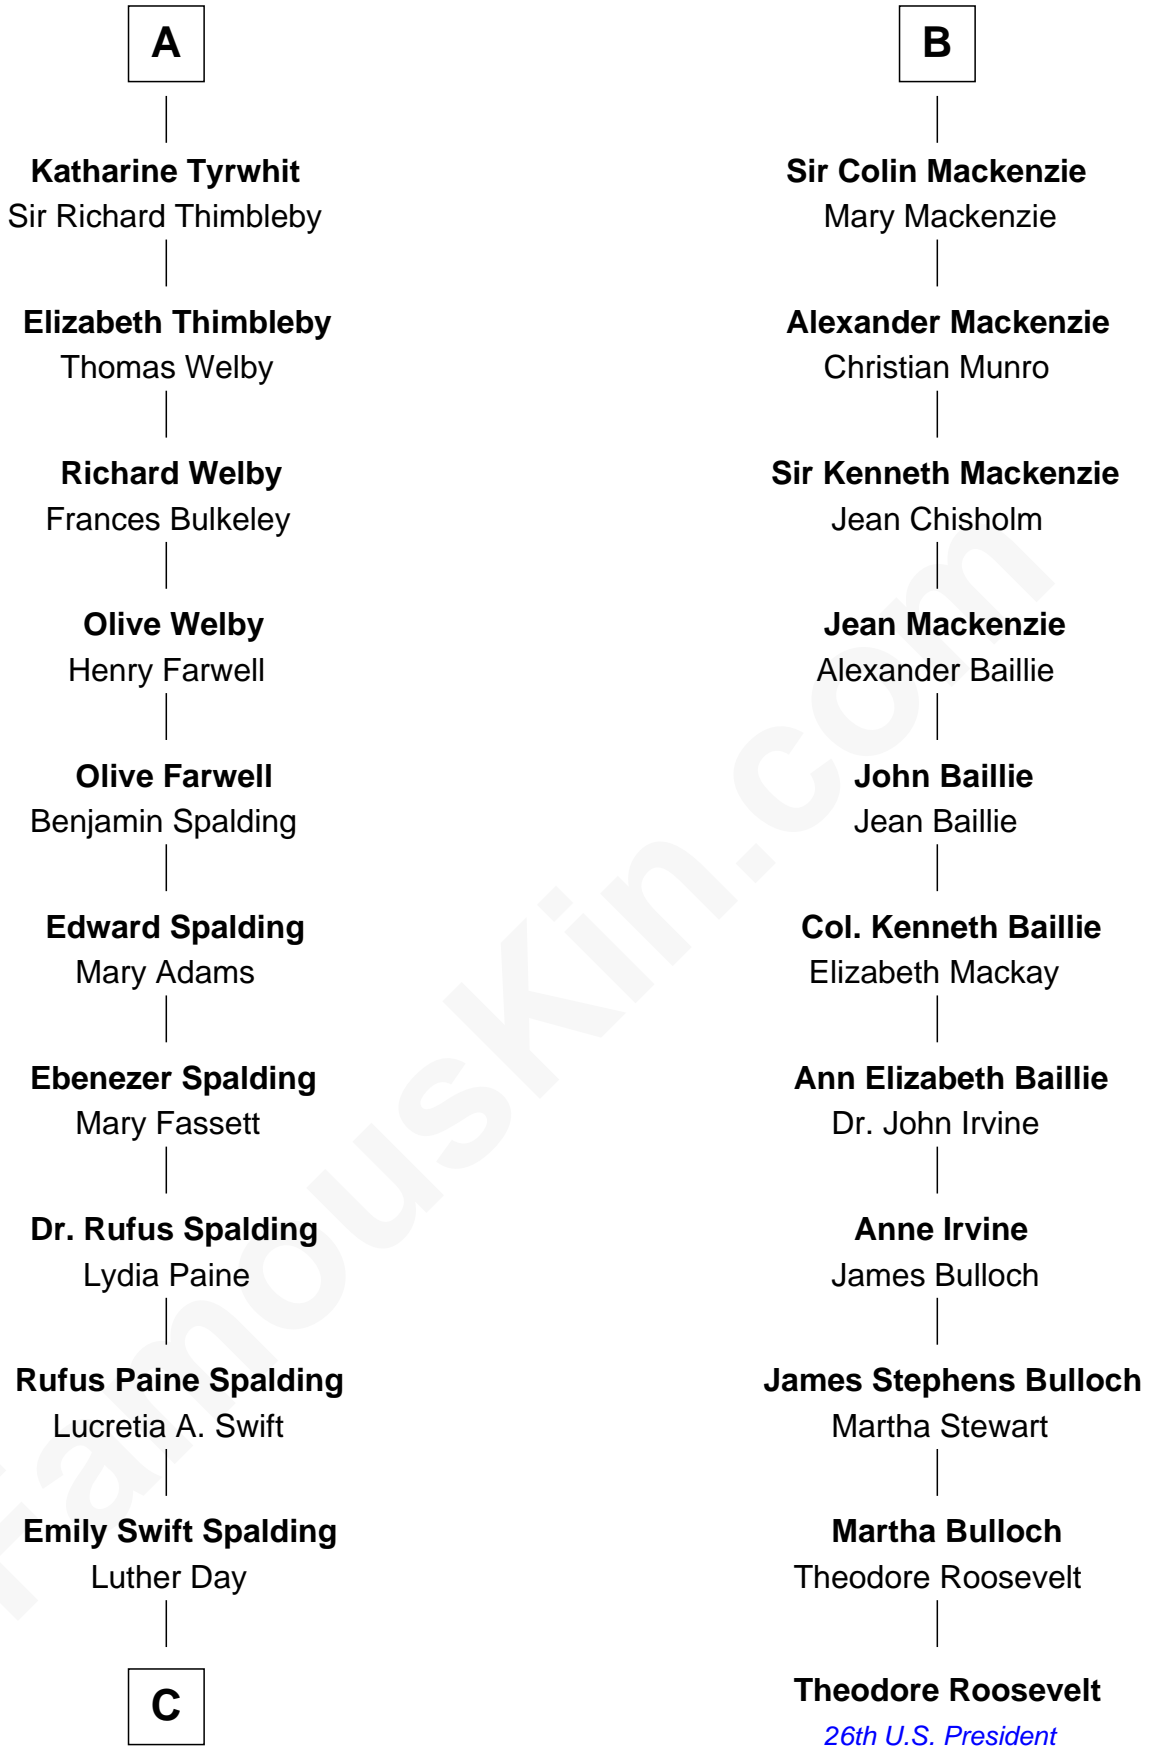 A
Katharine Tyrwhit
Sir Richard Thimbleby
Elizabeth Thimbleby
Thomas Welby
Richard Welby
Frances Bulkeley
Olive Welby
Henry Farwell
Olive Farwell
Benjamin Spalding
Edward Spalding
Mary Adams
Ebenezer Spalding
Mary Fassett
Dr. Rufus Spalding
Lydia Paine
Rufus Paine Spalding
Lucretia A. Swift
Emily Swift Spalding
Luther Day
C
B
Sir Colin Mackenzie
Mary Mackenzie
Alexander Mackenzie
Christian Munro
Sir Kenneth Mackenzie
Jean Chisholm
Jean Mackenzie
Alexander Baillie
John Baillie
Jean Baillie
Col. Kenneth Baillie
Elizabeth Mackay
Ann Elizabeth Baillie
Dr. John Irvine
Anne Irvine
James Bulloch
James Stephens Bulloch
Martha Stewart
Martha Bulloch
Theodore Roosevelt
Theodore Roosevelt
26th U.S. President
FamousKin.com